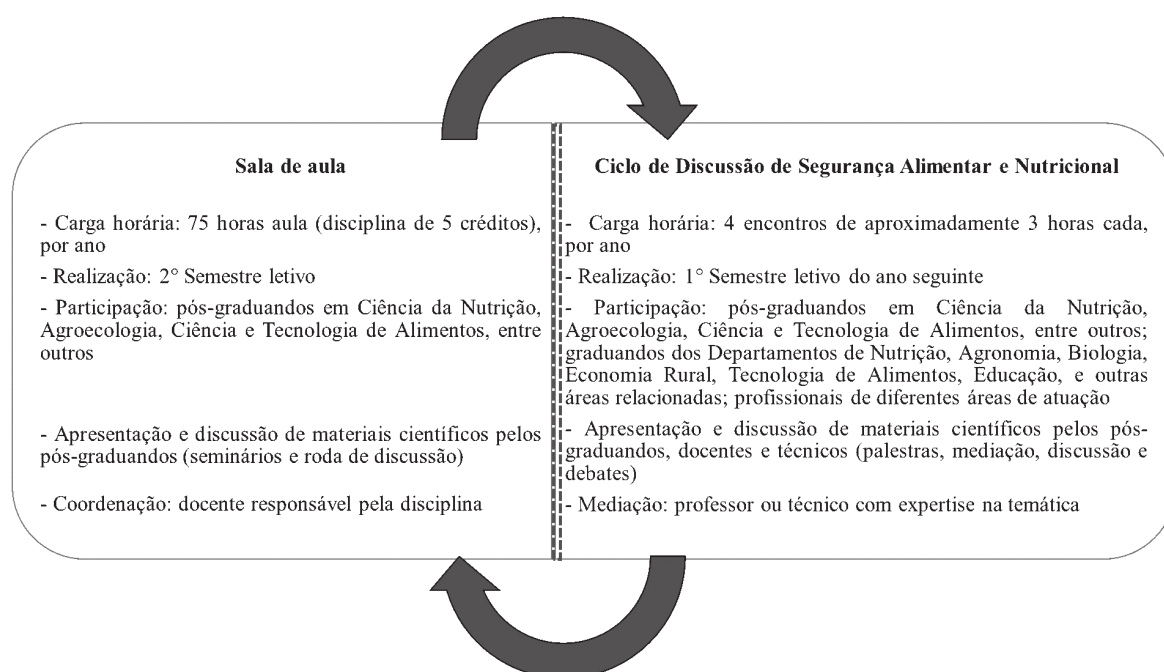 Sala de aula
- Carga horária: 75 horas aula (disciplina de 5 créditos),
por ano
- Realização: 2° Semestre letivo
- Participação: pós-graduandos em Ciência da Nutrição,
Agroecologia, Ciência e Tecnologia de Alimentos, entre
outros
- Apresentação e discussão de materiais científicos pelos
pós-graduandos (seminários e roda de discussão)
- Coordenação: docente responsável pela disciplina
Ciclo de Discussão de Segurança Alimentar e Nutricional
- Carga horária: 4 encontros de aproximadamente 3 horas cada,
por ano
- Realização: 1° Semestre letivo do ano seguinte
- Participação: pós-graduandos em Ciência da Nutrição,
Agroecologia, Ciência e Tecnologia de Alimentos, entre outros;
graduandos dos Departamentos de Nutrição, Agronomia, Biologia,
Economia Rural, Tecnologia de Alimentos, Educação, e outras
áreas relacionadas; profissionais de diferentes áreas de atuação
- Apresentação e discussão de materiais científicos pelos pós-
graduandos, docentes e técnicos (palestras, mediação, discussão e
debates)
- Mediação: professor ou técnico com expertise na temática